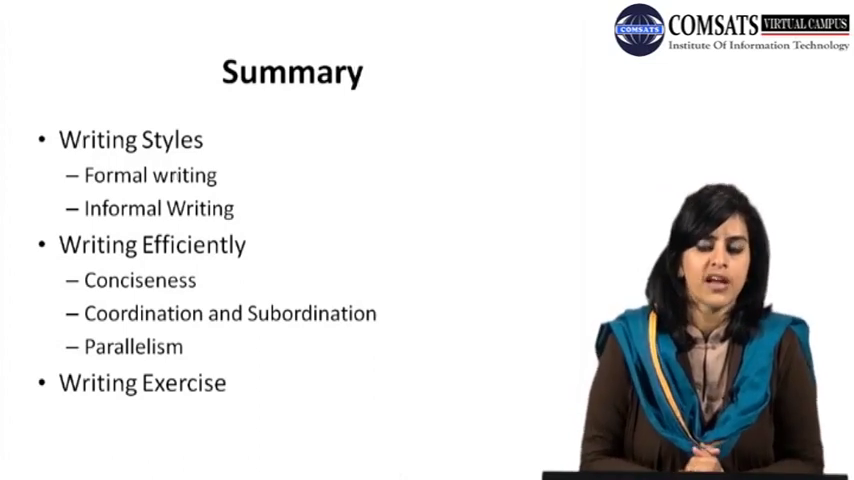 COMSATS
COMSATS VIRTUAL CAMPUS
Institute Of Information Technology
Summary
• Writing Styles
– Formal writing
– Informal Writing
• Writing Efficiently
– Conciseness
– Coordination and Subordination
– Parallelism
• Writing Exercise